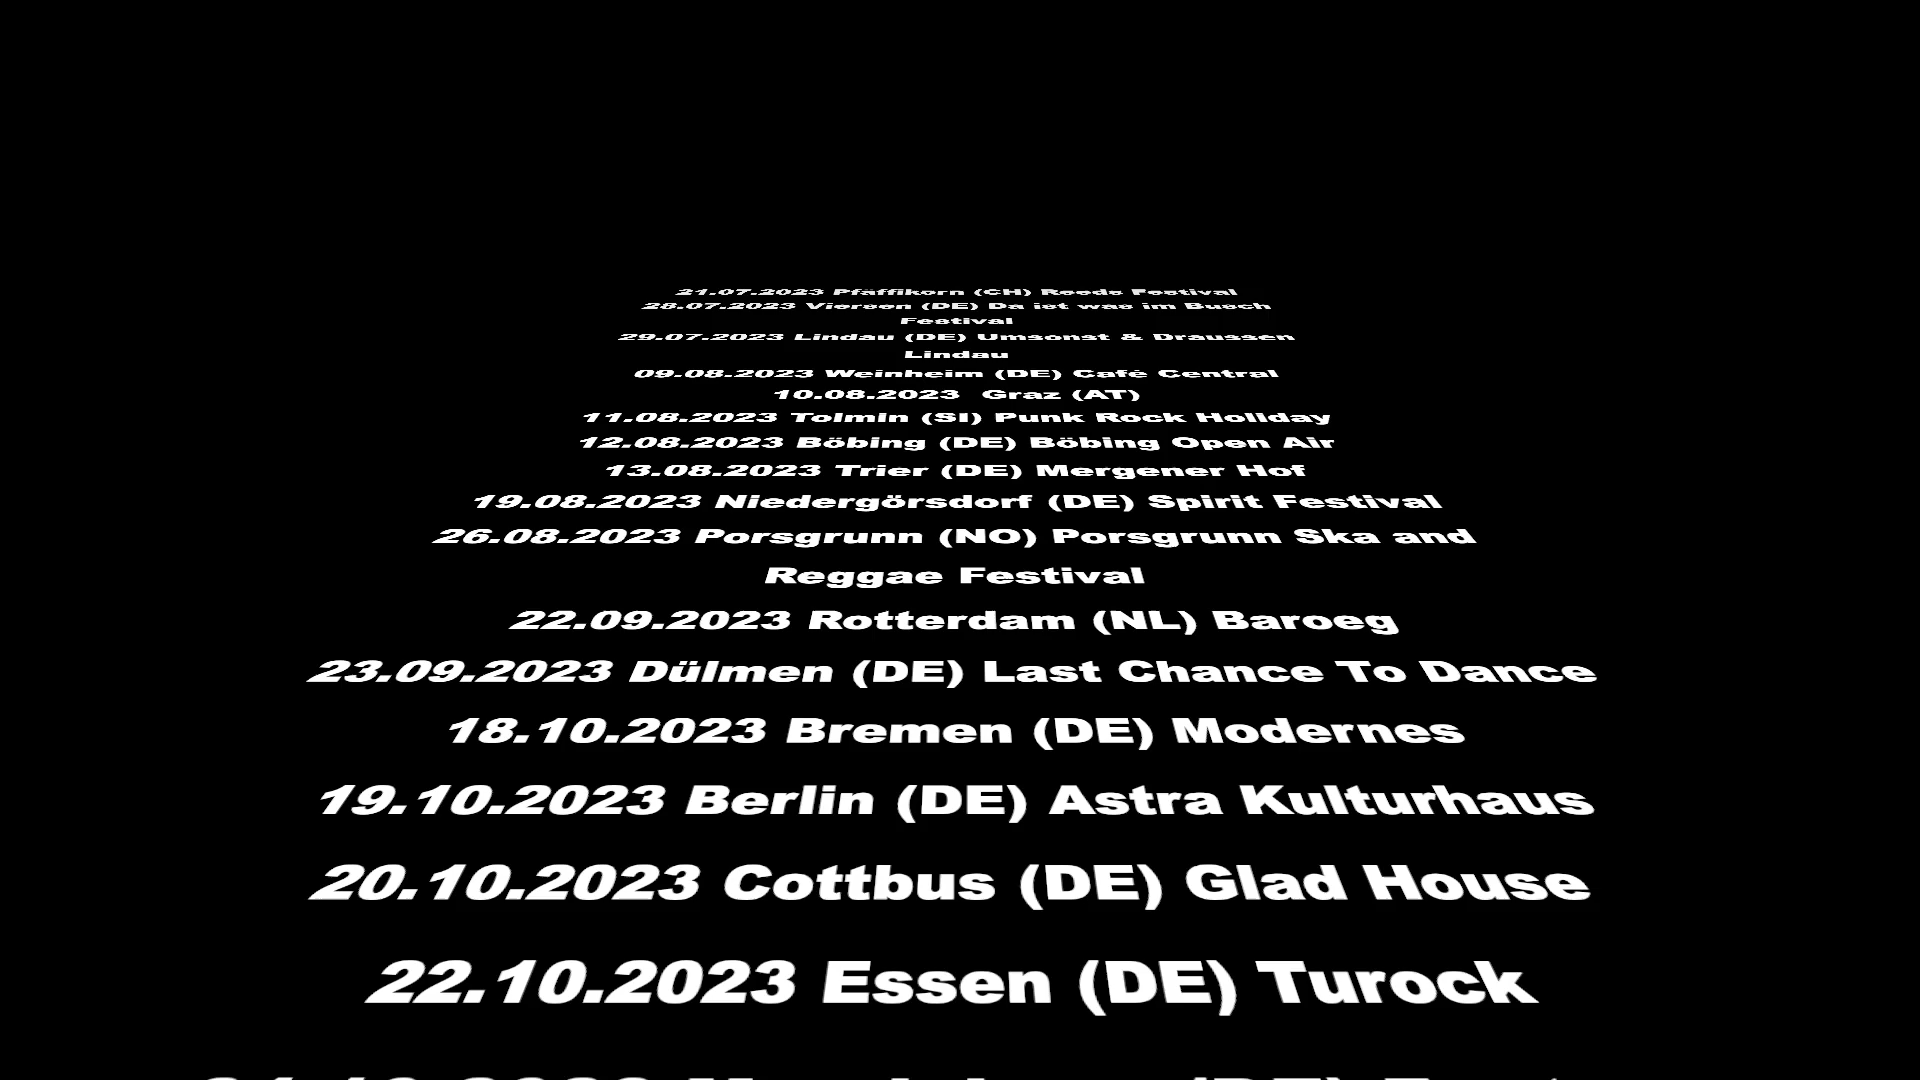 21.07.2023 Pfäffikorn (CH) Reeds Festival
28.07.2023 Viersen (DE) Da ist was im Busch
Festival
29.07.2023 Lindau (DE) Umsonst & Draussen
Lindau
09.08.2023 Weinheim (DE) Café Central
10.08.2023 Graz (AT)
11.08.2023 Tolmin (SI) Punk Rock Holiday
12.08.2023 Böbing (DE) Böbing Open Air
13.08.2023 Trier (DE) Mergener Hof
19.08.2023 Niedergörsdorf (DE) Spirit Festival
26.08.2023 Porsgrunn (NO) Porsgrunn Ska and
Reggae Festival
22.09.2023 Rotterdam (NL) Baroeg
23.09.2023 Dülmen (DE) Last Chance To Dance
18.10.2023 Bremen (DE) Modernes
19.10.2023 Berlin (DE) Astra Kulturhaus
20.10.2023 Cottbus (DE) Glad House
22.10.2023 Essen (DE) Turock